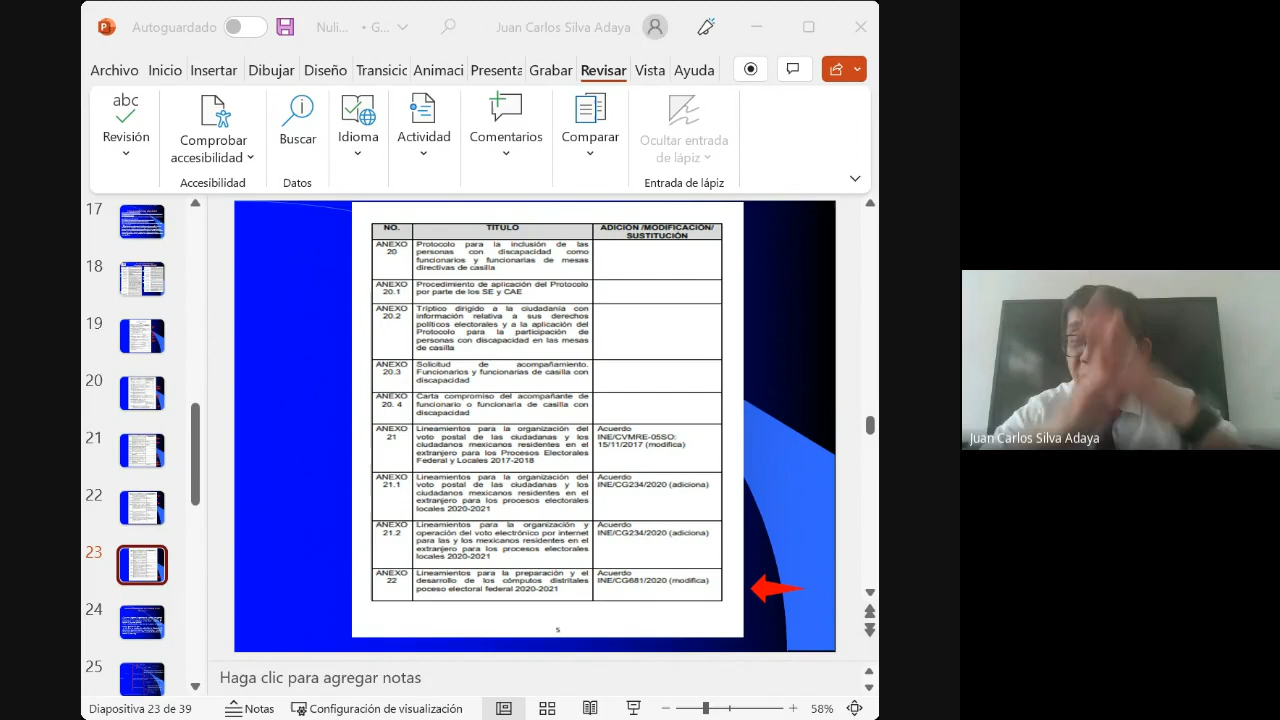 Autoguardado
Nuli... • G...
Juan Carlos Silva Adaya
Archivo Inicio Insertar Dibujar Diseño Transicic Animaci Presenta Grabar Revisar Vista Ayuda
abc
Revisión
Comprobar
accesibilidad
Accesibilidad
Buscar
Datos
Idioma
Actividad
Comentarios
Comparar
Ocultar entrada
de lápiz
Entrada de lápiz
17
18
19
20
21
22
23
24
25
NO. TITULO ADICION /MODIFICACIÓN/
SUSTITUCIÓN
ANEXO
20
Protocolo para la inclusión de las
personas con discapacidad como
funcionarios y funcionarias de mesas
directivas de casilla
ANEXO
20.1
Procedimiento de aplicación del Protocolo
por parte de los SE y CAE
ANEXO
20.2
Tríptico dirigido a la ciudadanía con
información relativa a sus derechos
políticos electorales y a la aplicación del
Protocolo para la participación de
personas con discapacidad en las mesas
de casilla
ANEXO
20.3
Solicitud de acompañamiento.
Funcionarios y funcionarias de casilla con
discapacidad
ANEXO
20. 4
Carta compromiso del acompañante de
funcionario o funcionaria de casilla con
discapacidad
ANEXO
21
Lineamientos para la organización del
voto postal de las ciudadanas y los
ciudadanos mexicanos residentes en el
extranjero para los Procesos Electorales
Federal y Locales 2017-2018
Acuerdo
INE/CVMRE-05SO:
15/11/2017 (modifica)
ANEXO
21.1
Lineamientos para la organización del
voto postal de las ciudadanas y los
ciudadanos mexicanos residentes en el
extranjero para los procesos electorales
locales 2020-2021
Acuerdo
INE/CG234/2020 (adiciona)
ANEXO
21.2
Lineamientos para la organización y
operación del voto electrónico por internet
para las y los mexicanos residentes en el
extranjero para los procesos electorales
locales 2020-2021
Acuerdo
INE/CG234/2020 (adiciona)
ANEXO
22
Lineamientos para la preparación y el
desarrollo de los cómputos distritales
poceso electoral federal 2020-2021
Acuerdo
INE/CG681/2020 (modifica)
5
Haga clic para agregar notas
Diapositiva 23 de 39
Notas
Configuración de visualización
58%
Juan Carlos Silva Adaya